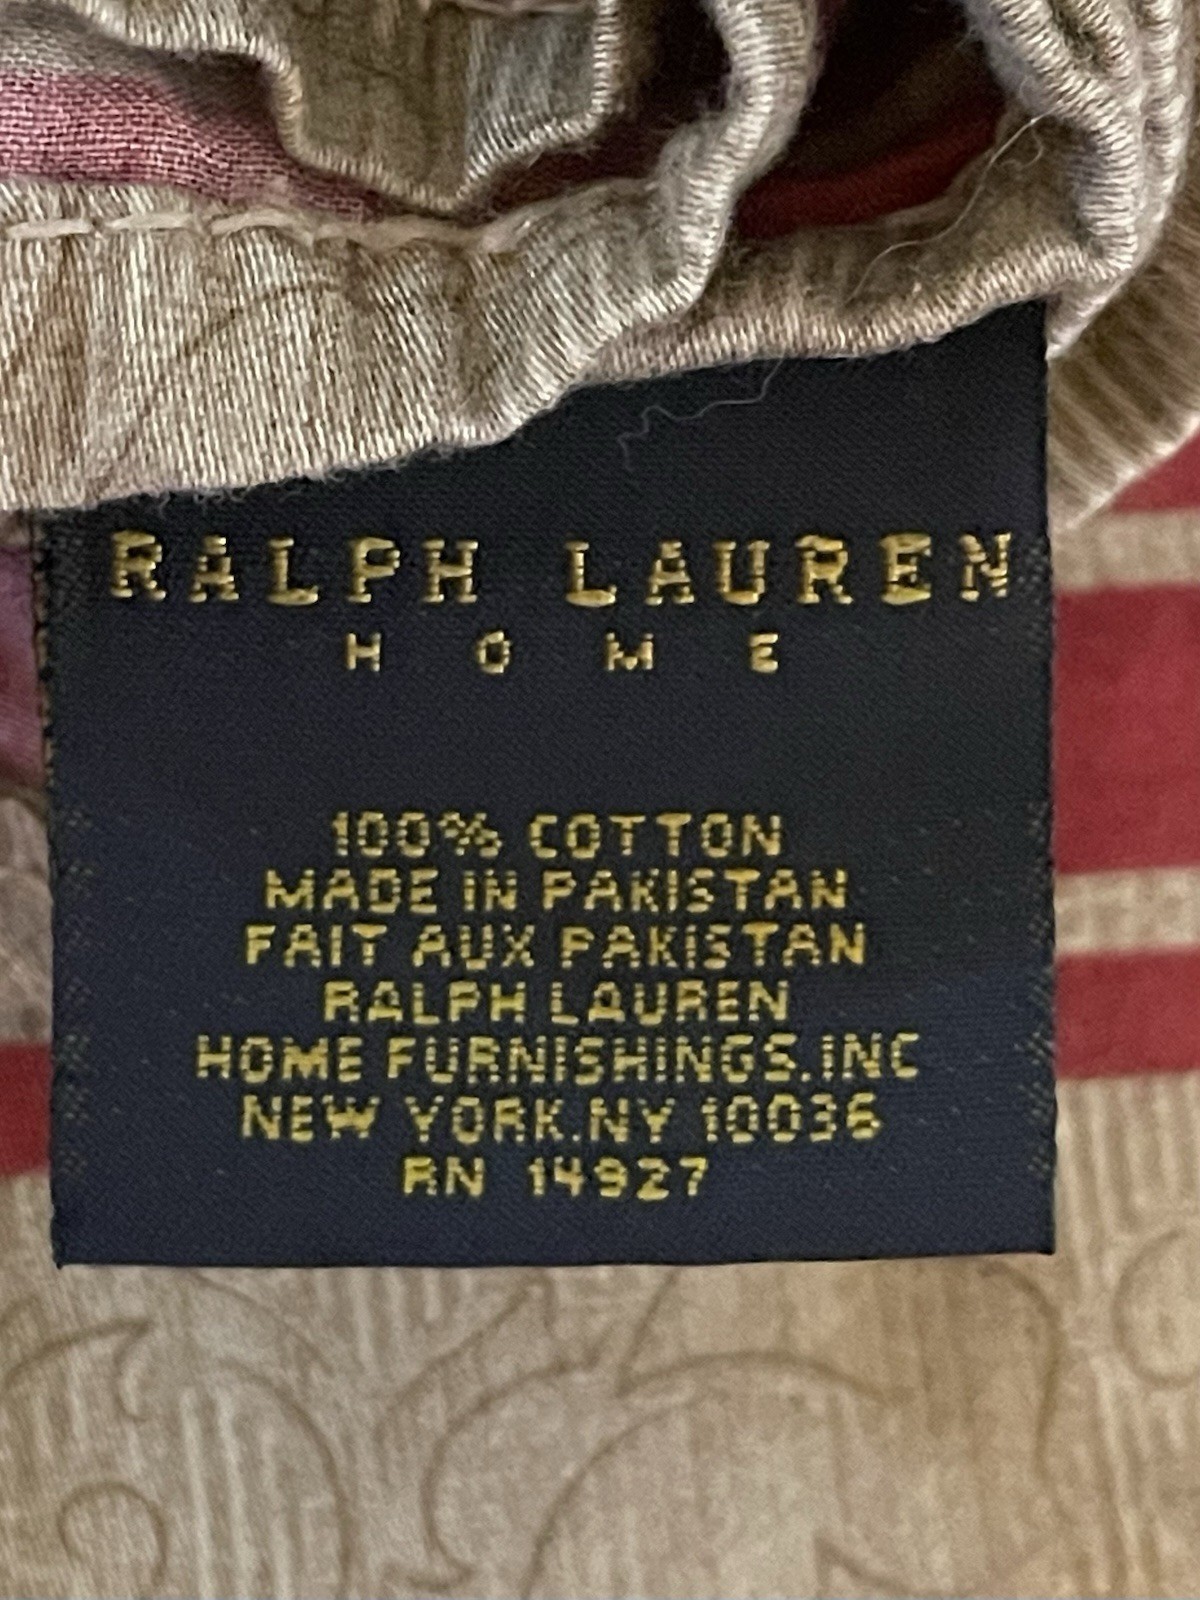 RALPH LAUREN
HOME
100% COTTON
MADE IN PAKISTAN
FAIT AUX PAKISTAN
RALPH LAUREN
HOME FURNISHINGS.INC
NEW YORK.NY 10036
RN 14927